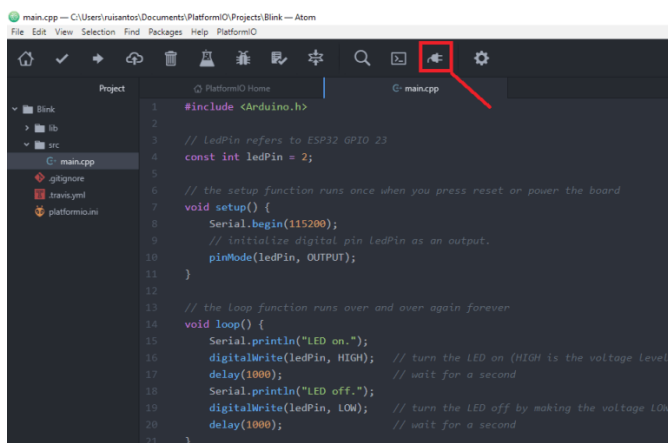 main.cpp — C:\Users\ruisantos\Documents\PlatformIO\Projects\Blink — Atom
File Edit View Selection Find Packages Help PlatformIO
Project
PlatformIO Home
main.cpp
Blink
lib
src
main.cpp
.gitignore
.travis.yml
platformio.ini
1 #include <Arduino.h>
2
3 // ledPin refers to ESP32 GPIO 23
4 const int ledPin = 2;
5
6 // the setup function runs once when you press reset or power the board
7 void setup() {
8 Serial.begin(115200);
9 // initialize digital pin ledPin as an output.
10 pinMode(ledPin, OUTPUT);
11 }
12
13 // the loop function runs over and over again forever
14 void loop() {
15 Serial.println("LED on.");
16 digitalWrite(ledPin, HIGH); // turn the LED on (HIGH is the voltage level
17 delay(1000); // wait for a second
18 Serial.println("LED off.");
19 digitalWrite(ledPin, LOW); // turn the LED off by making the voltage LOW
20 delay(1000); // wait for a second
21 }